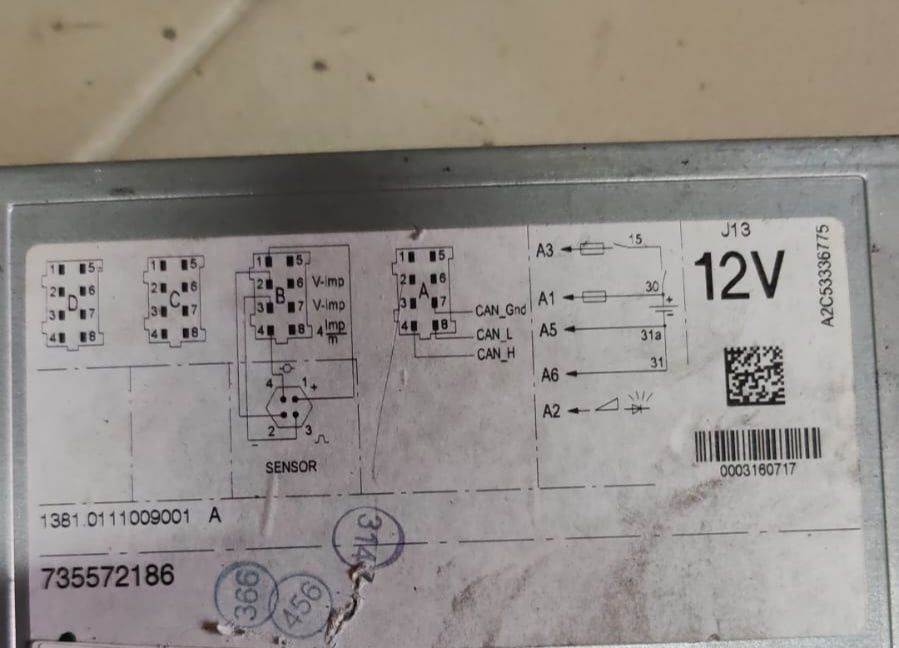 J13
12V
A2C53336775
0003160717
1 5
2 6
D
3 7
4 8
1 5
2 6
C
3 7
4 8
1 5
2 6 V-Imp
B
3 7 V-Imp
4 8 4 Imp/m
4 1 +
- 2 3
SENSOR
1 5
2 6
A
3 7
4 8
CAN_Gnd
CAN_L
CAN_H
A3 15
A1 30
+
A5 31a
A6 31
A2
1381.0111009001 A
735572186
366
456
314